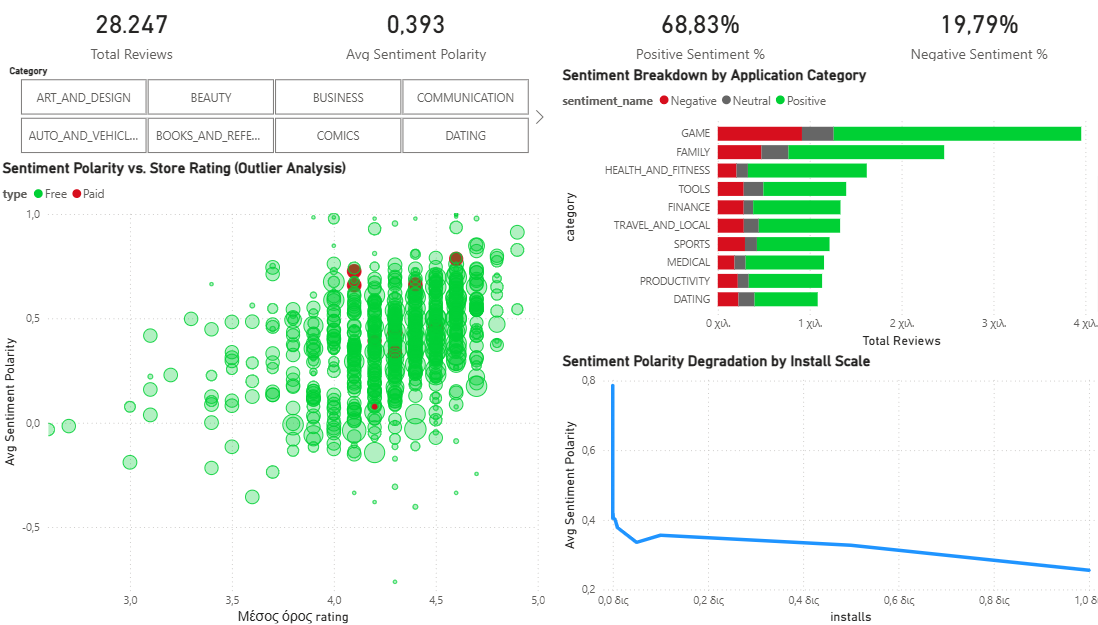 28.247
Total Reviews
0,393
Avg Sentiment Polarity
68,83%
Positive Sentiment %
19,79%
Negative Sentiment %
Category
ART_AND_DESIGN
BEAUTY
BUSINESS
COMMUNICATION
AUTO_AND_VEHICL...
BOOKS_AND_REFE...
COMICS
DATING
Sentiment Polarity vs. Store Rating (Outlier Analysis)
type Free Paid
Avg Sentiment Polarity
1,0
0,5
0,0
-0,5
3,0 3,5 4,0 4,5 5,0
Μέσος όρος rating
Sentiment Breakdown by Application Category
sentiment_name Negative Neutral Positive
category
GAME
FAMILY
HEALTH_AND_FITNESS
TOOLS
FINANCE
TRAVEL_AND_LOCAL
SPORTS
MEDICAL
PRODUCTIVITY
DATING
0 χιλ. 1 χιλ. 2 χιλ. 3 χιλ. 4 χιλ.
Total Reviews
Sentiment Polarity Degradation by Install Scale
Avg Sentiment Polarity
0,8
0,6
0,4
0,2
0,0 δις 0,2 δις 0,4 δις 0,6 δις 0,8 δις 1,0 δ
installs